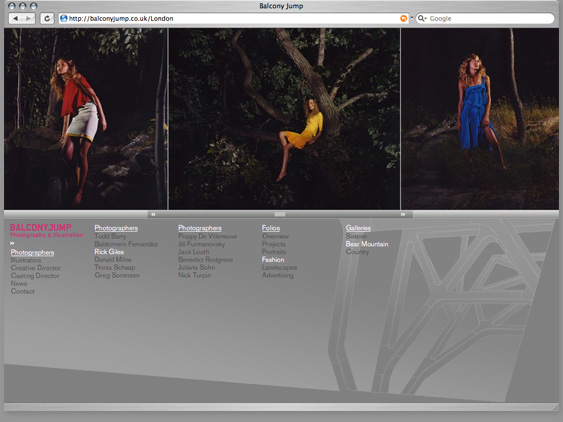 Balcony Jump
http://balconyjump.co.uk/London
Google
BALCONYJUMP
Photography & Illustration
»
Photographers
Illustrators
Creative Director
Casting Director
News
Contact
Photographers
Todd Barry
Baldomero Fernandez
Rick Giles
Donald Milne
Thirza Schaap
Greg Sorensen
Photographers
Poppy De Villeneuve
Jill Furmanovsky
Jack Louth
Benedict Redgrove
Juliana Sohn
Nick Turpin
Folios
Overview
Projects
Portraits
Fashion
Landscapes
Advertising
Galleries
Bear Mountain
Country